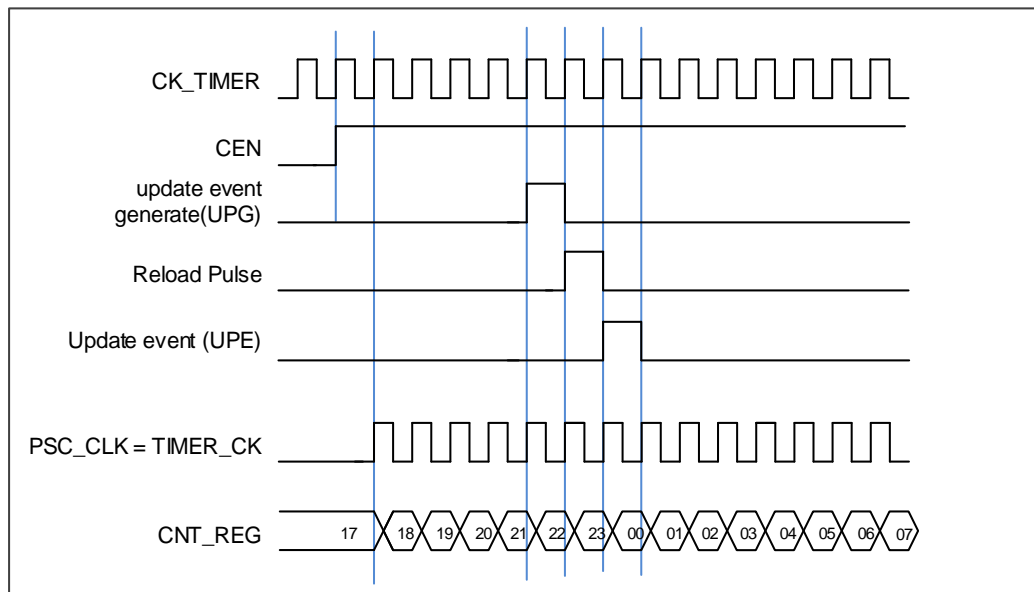 CK_TIMER
CEN
update event
generate(UPG)
Reload Pulse
Update event (UPE)
PSC_CLK = TIMER_CK
CNT_REG 17 18 19 20 21 22 23 00 01 02 03 04 05 06 07